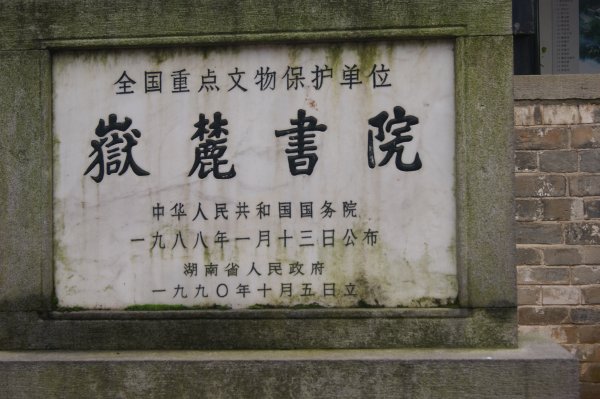 全国重点文物保护单位
嶽麓书院
中华人民共和国国务院
一九八八年一月十三日公布
湖南省人民政府
一九九〇年十月五日立